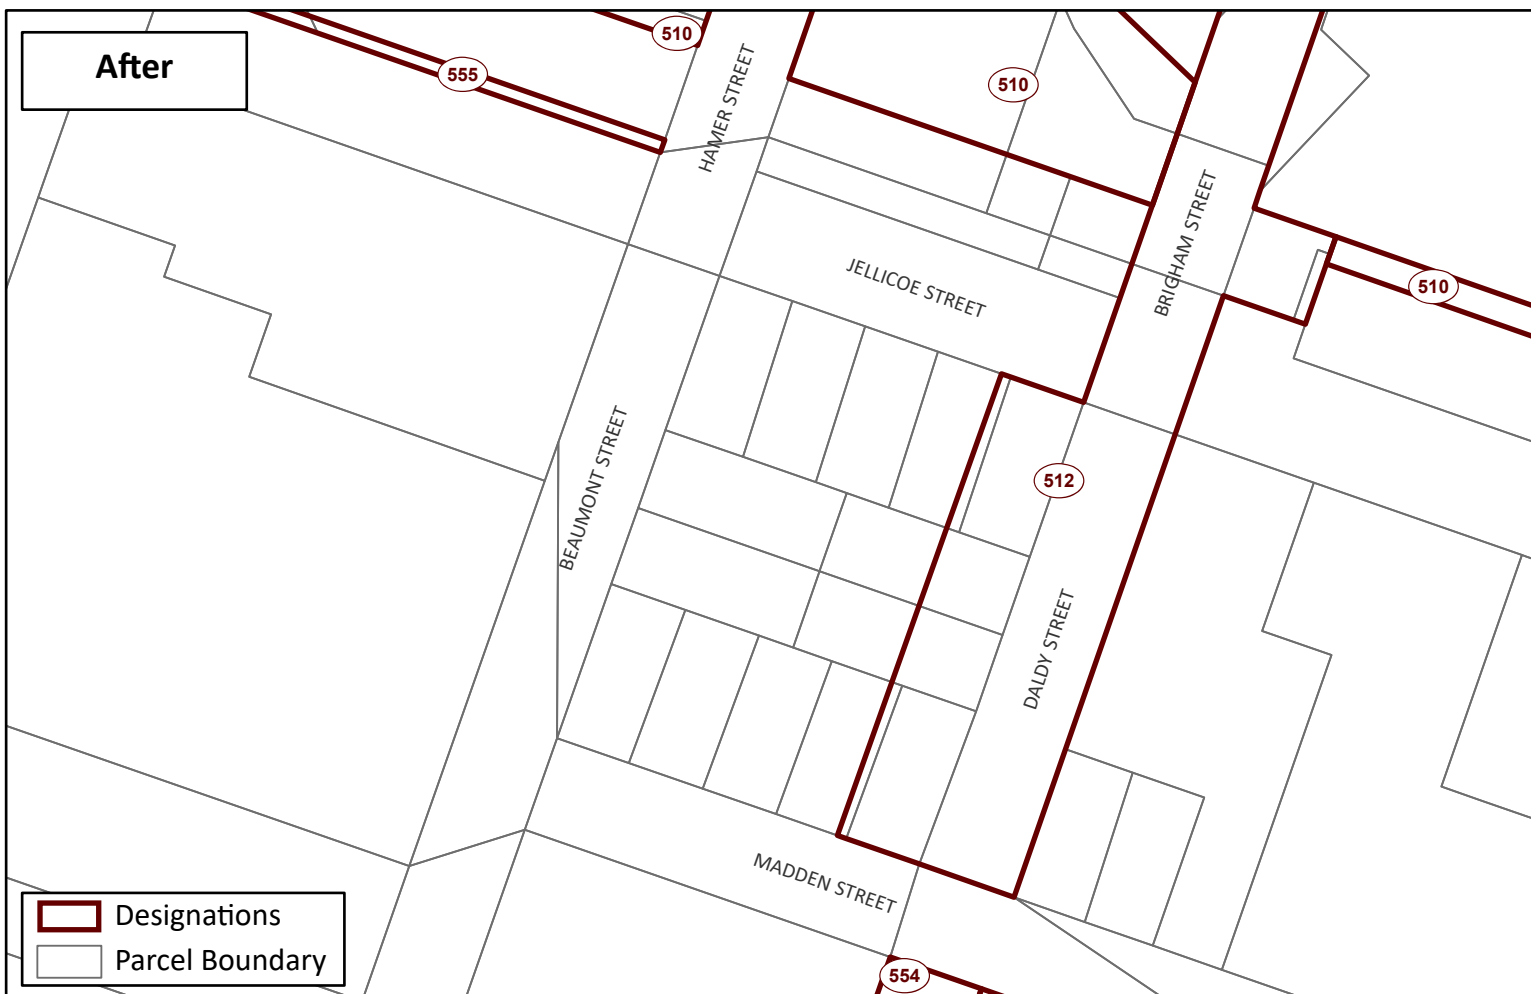 After
510
555
510
HAMER STREET
BRIGHAM STREET
JELLICOE STREET
510
BEAUMONT STREET
512
DALDY STREET
MADDEN STREET
554
Designations
Parcel Boundary